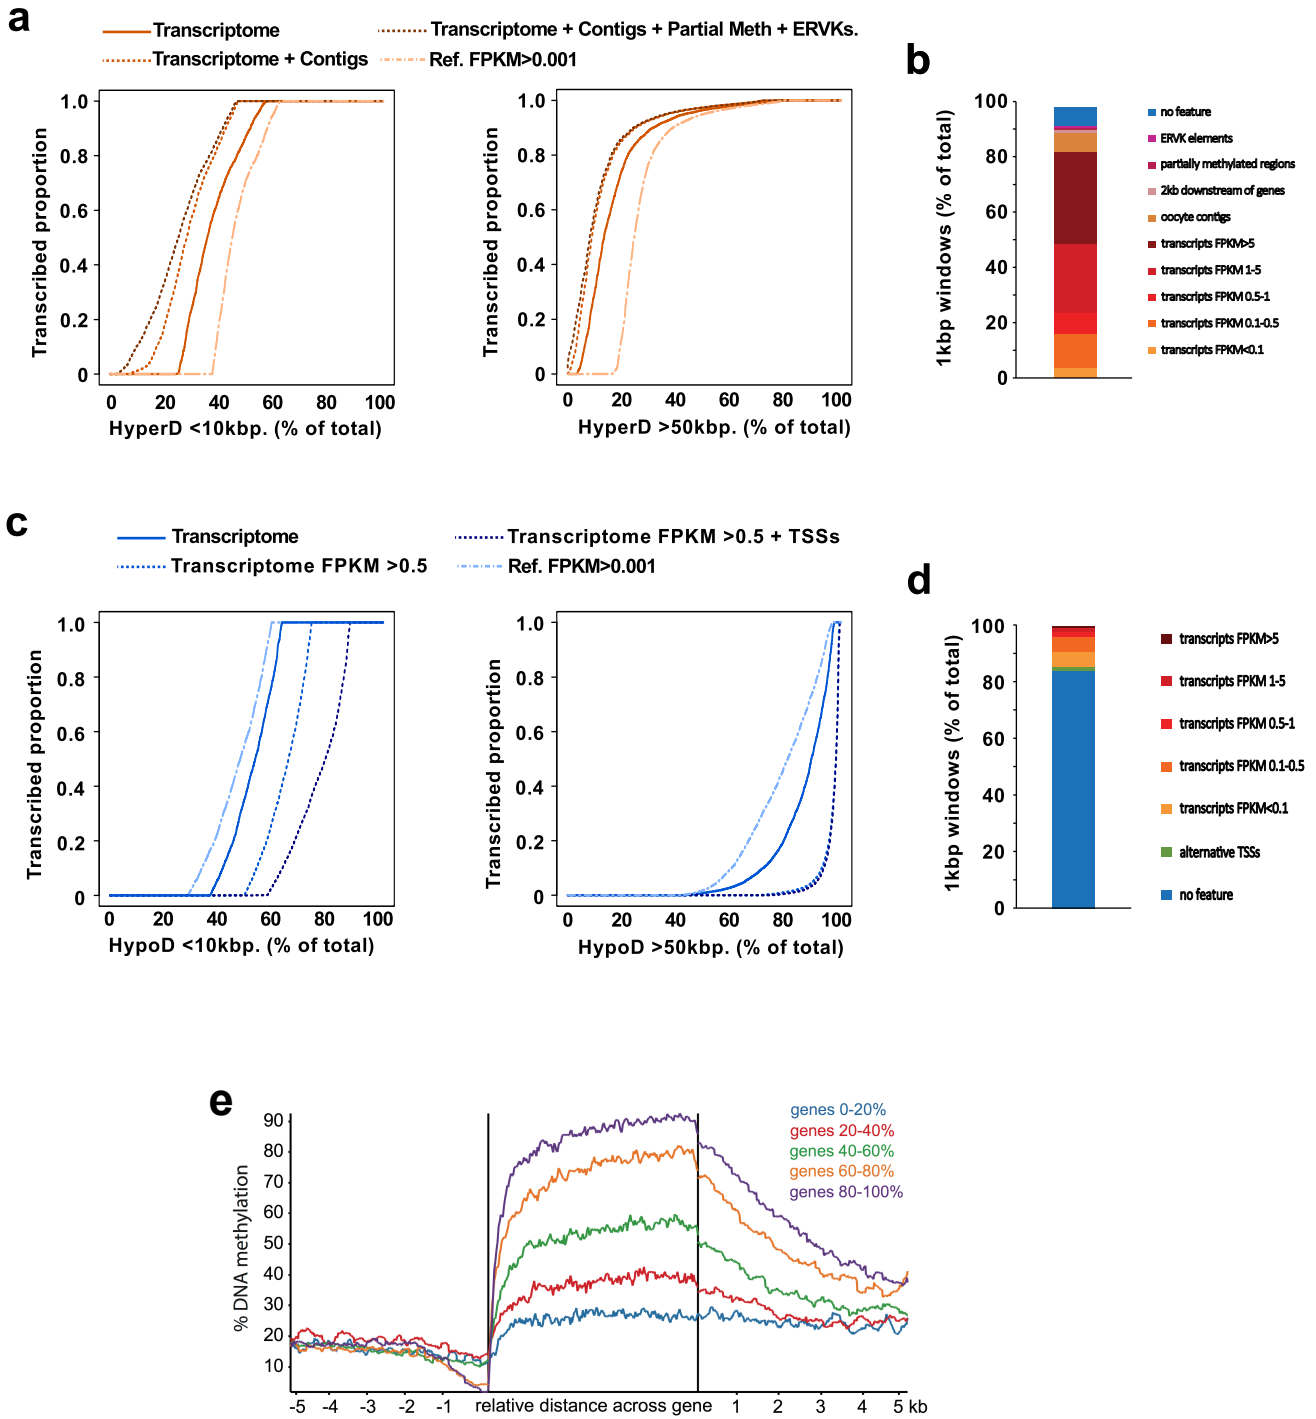 a
Transcriptome
Transcriptome + Contigs + Partial Meth + ERVKs.
Transcriptome + Contigs
Ref. FPKM>0.001
Transcribed proportion
1.0
0.8
0.6
0.4
0.2
0
0 20 40 60 80 100
HyperD <10kbp. (% of total)
Transcribed proportion
1.0
0.8
0.6
0.4
0.2
0
0 20 40 60 80 100
HyperD >50kbp. (% of total)
b
1kbp windows (% of total)
100
80
60
40
20
0
no feature
ERVK elements
partially methylated regions
2kb downstream of genes
oocyte contigs
transcripts FPKM>5
transcripts FPKM 1-5
transcripts FPKM 0.5-1
transcripts FPKM 0.1-0.5
transcripts FPKM<0.1
c
Transcriptome
Transcriptome FPKM >0.5 + TSSs
Transcriptome FPKM >0.5
Ref. FPKM>0.001
Transcribed proportion
1.0
0.8
0.6
0.4
0.2
0
0 20 40 60 80 100
HypoD <10kbp. (% of total)
Transcribed proportion
1.0
0.8
0.6
0.4
0.2
0
0 20 40 60 80 100
HypoD >50kbp. (% of total)
d
1kbp windows (% of total)
100
80
60
40
20
0
transcripts FPKM>5
transcripts FPKM 1-5
transcripts FPKM 0.5-1
transcripts FPKM 0.1-0.5
transcripts FPKM<0.1
alternative TSSs
no feature
e
% DNA methylation
90
80
70
60
50
40
30
20
10
genes 0-20%
genes 20-40%
genes 40-60%
genes 60-80%
genes 80-100%
-5 -4 -3 -2 -1 relative distance across gene 1 2 3 4 5 kb